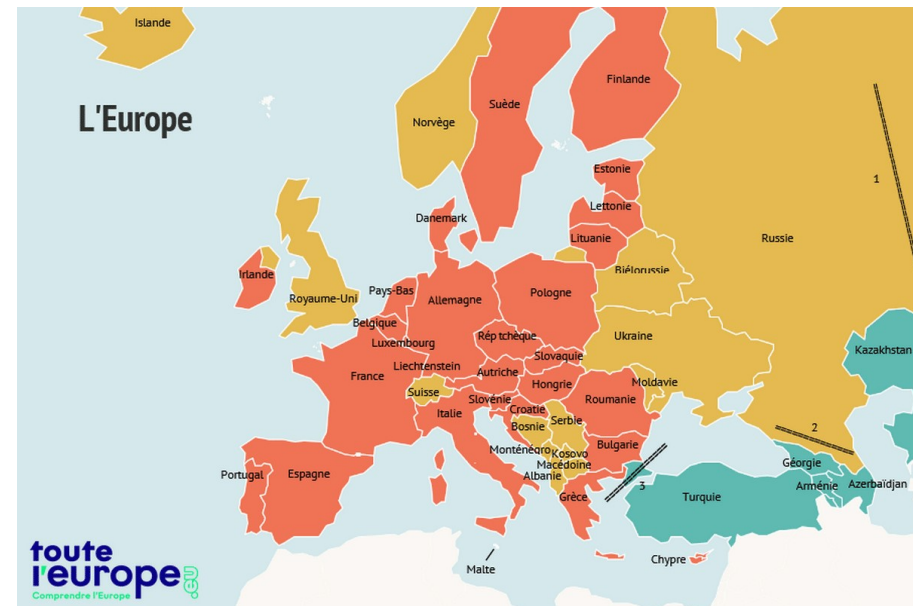 Islande
Finlande
Suède
L'Europe
Norvège
Estonie
1
Lettonie
Danemark
Lituanie
Russie
Biélorussie
Irlande
Pays-Bas
Royaume-Uni
Allemagne
Pologne
Belgique
Rép tchèque
Ukraine
Luxembourg
Kazakhstan
Slovaquie
Liechtenstein
France
Autriche
Moldavie
Hongrie
Suisse
Slovénie
Roumanie
Italie
Croatie
Serbie
Bosnie
2
Bulgarie
Monténégro
Kosovo
Macédoine
Géorgie
Portugal
Espagne
Albanie
3
Arménie
Azerbaïdjan
Grèce
Turquie
toute
l'europe
.eu
Comprendre l'Europe
Chypre
Malte